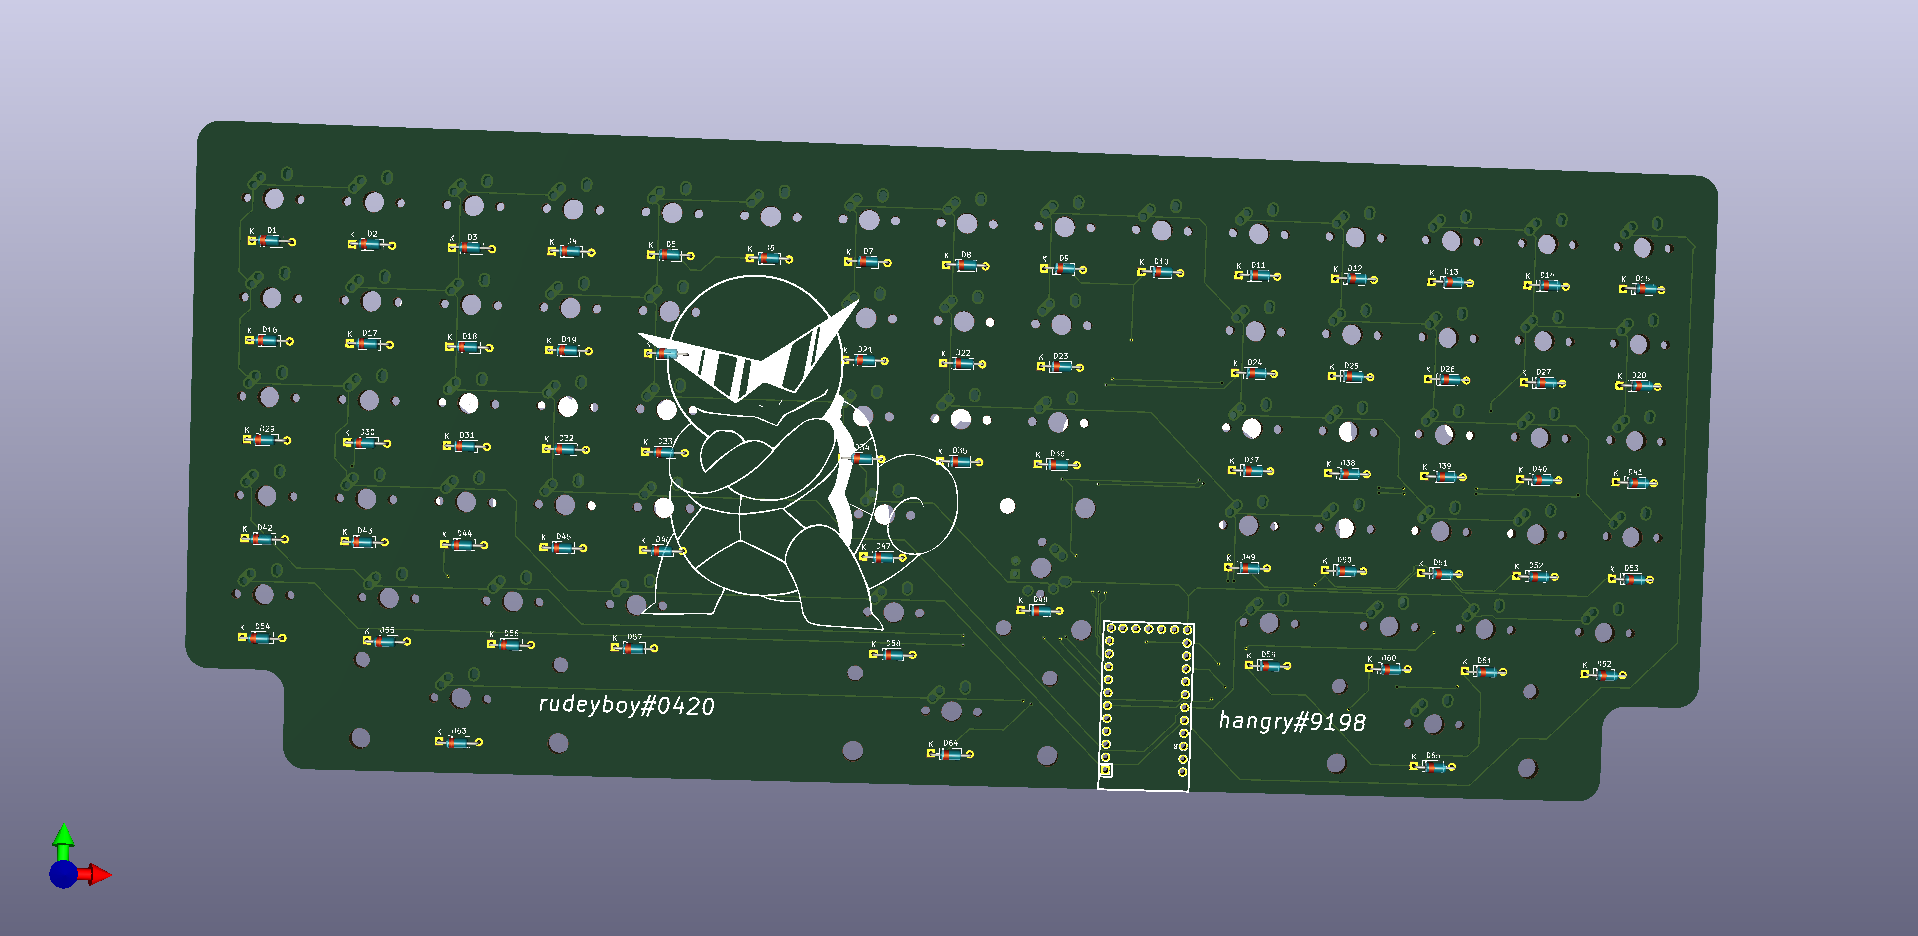 D1 D2 D3 D4 D5 D6 D7 D8 D9 D10 D11 D12 D13 D14 D15
K K K K K K K K K K K K K K K
D16 D17 D18 D19 D21 D22 D23 D24 D25 D26 D27 D28
K K K K K K K K K K K K K
D29 D30 D31 D32 D33 D34 D35 D36 D37 D38 D39 D40 D41
K K K K K K K K K K K K K
D42 D43 D44 D45 D46 D47 D49 D50 D51 D52 D53
K K K K K K K K K K K
D48
K
D54 D55 D56 D57 D58 D59 D60 D61 D62
K K K K K K K K K
rudeyboy#0420
hangry#9198
D63 D64 D65
K K K